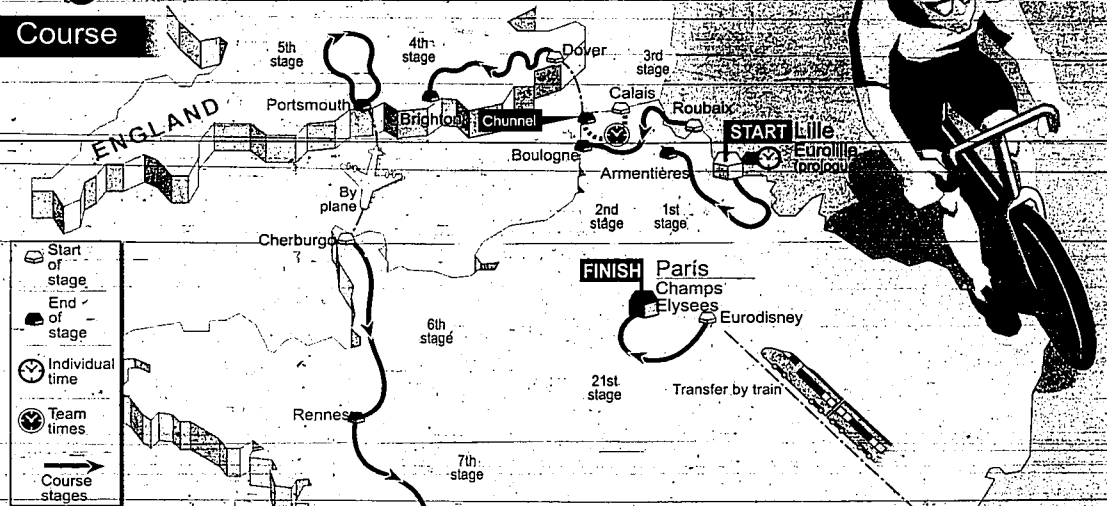 Course
ENGLAND
5th
stage
4th
stage
Dover
3rd
stage
Portsmouth
Brighton
Chunnel
Calais
Roubaix
START
Lille
Eurolille
(prologue
Boulogne
Armentières
By
plane
2nd
stage
1st
stage
Cherburgo
FINISH
París
Champs
Elysees
Eurodisney
6th
stage
21st
stage
Transfer by train
Rennes
7th
stage
Start
of
stage
End
of
stage
Individual
time
Team
times
Course
stages